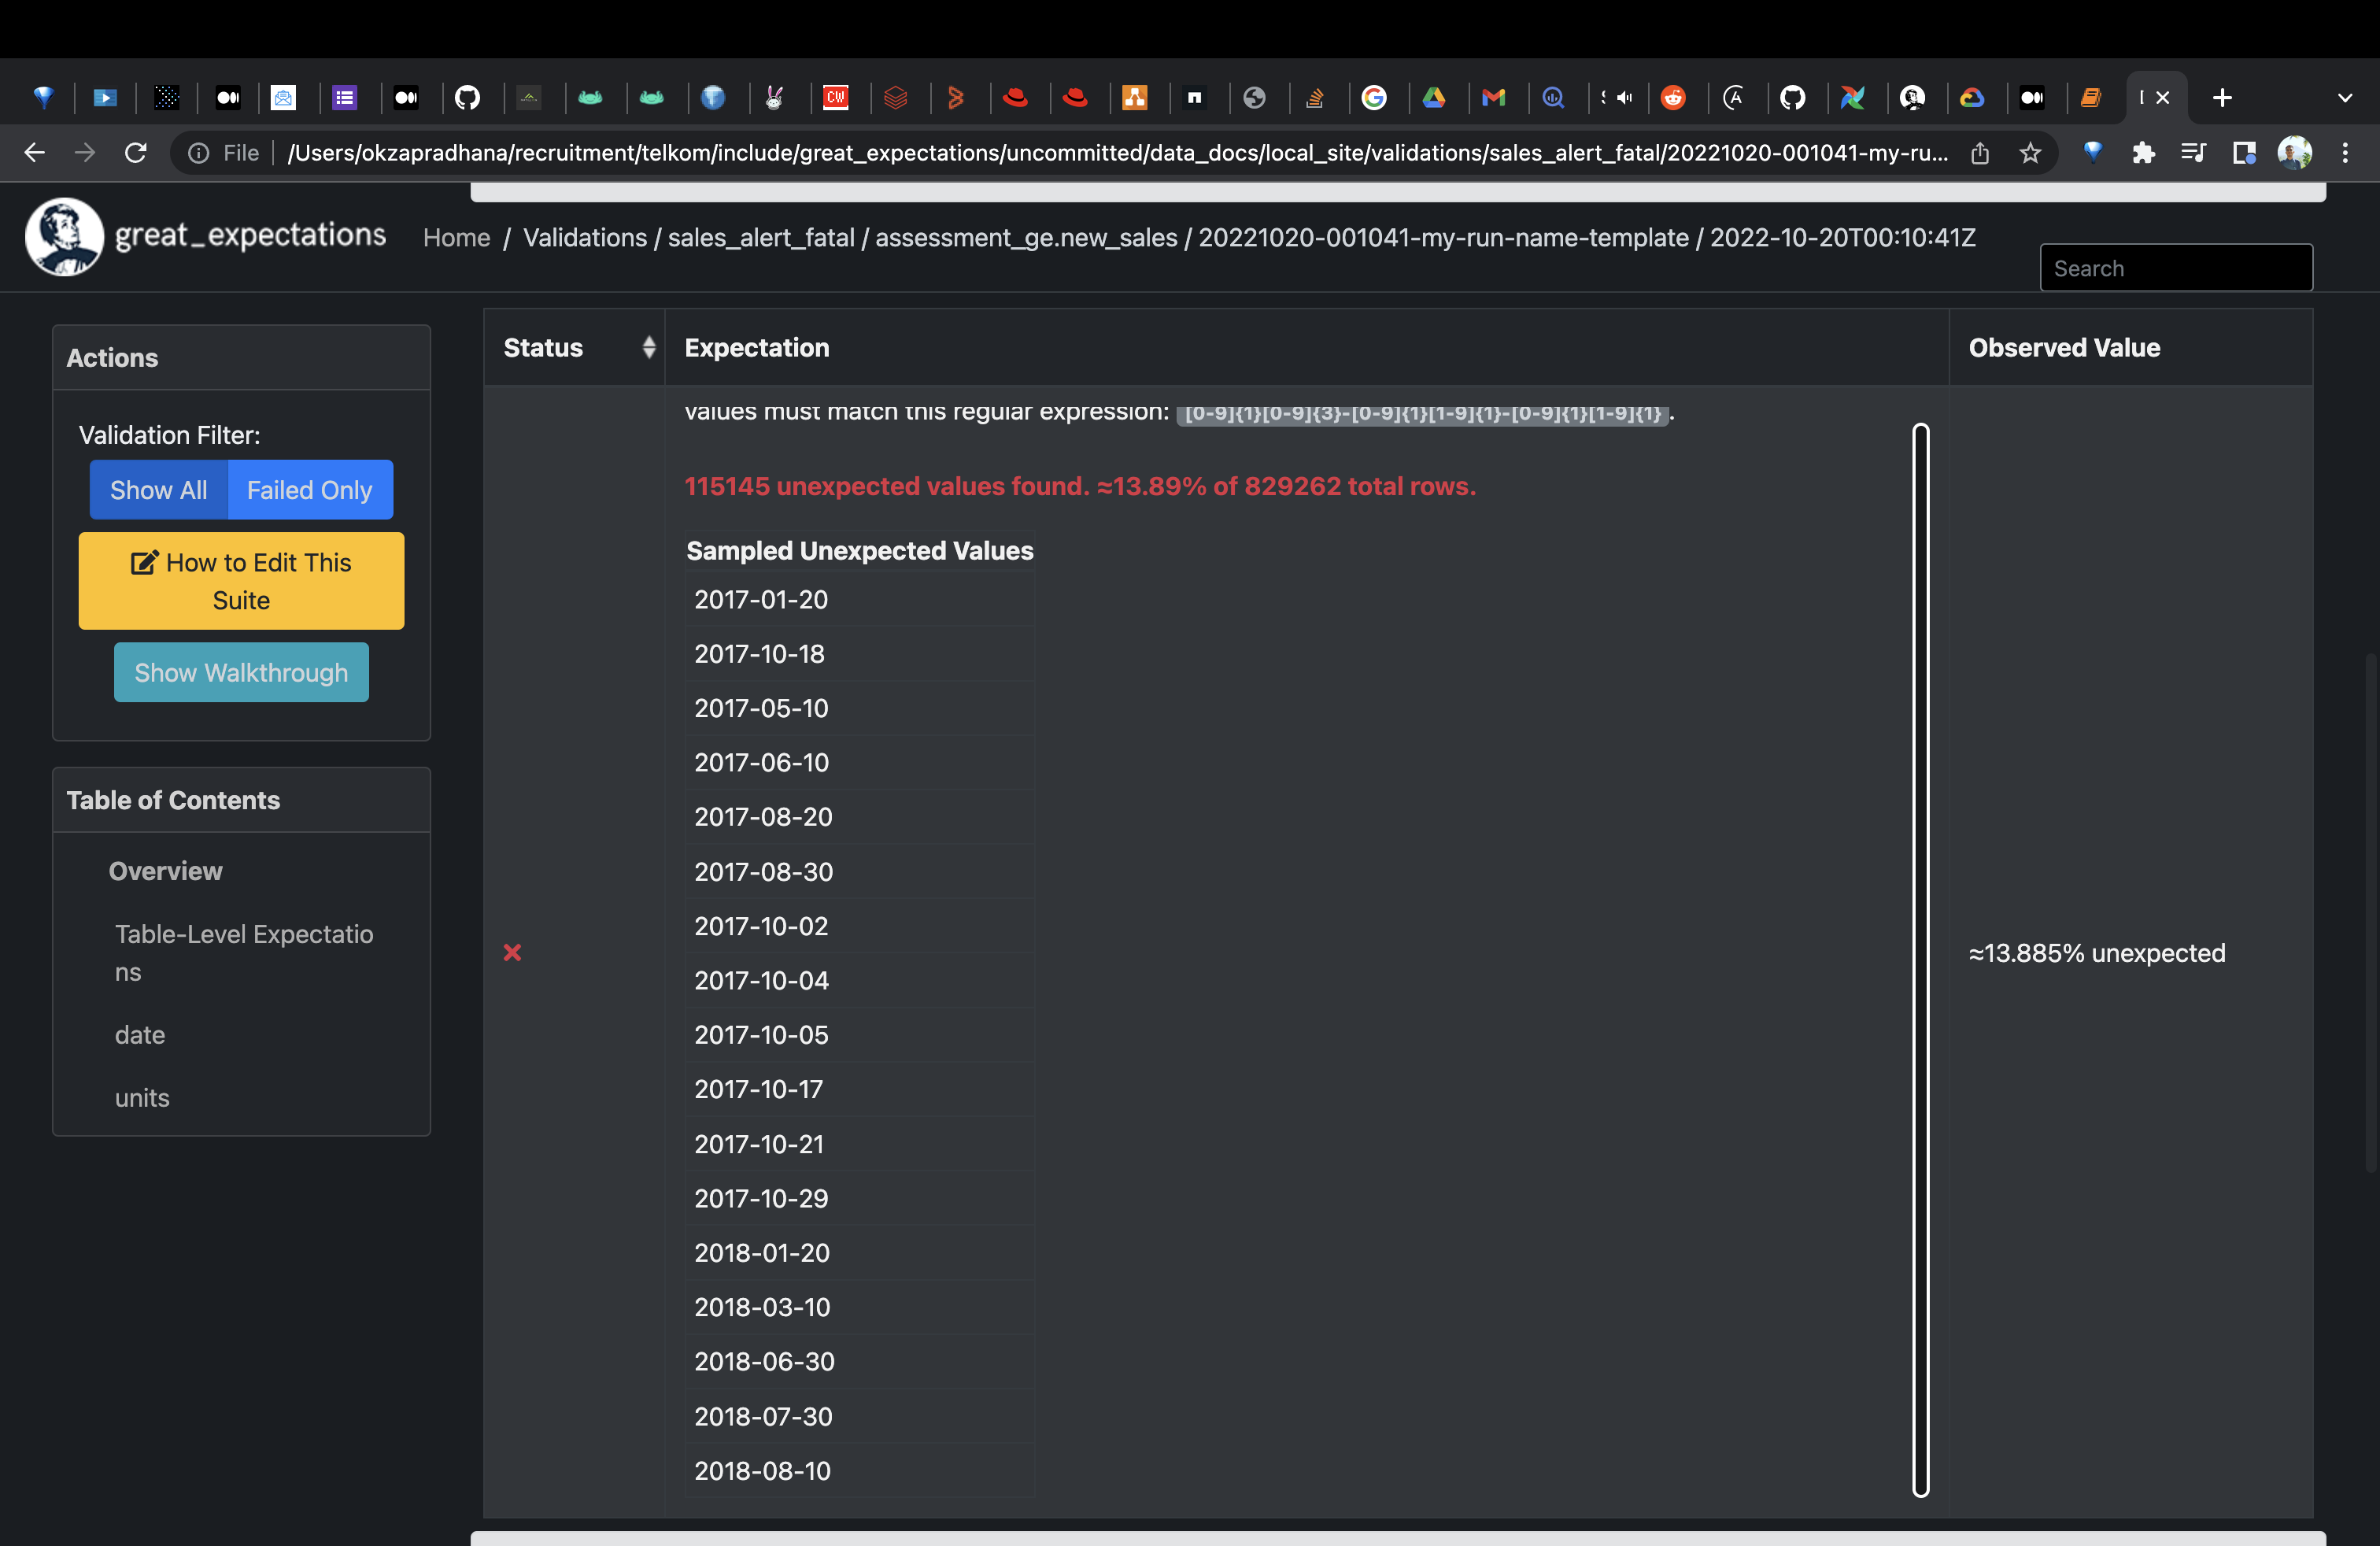 CW
File
/Users/okzapradhana/recruitment/telkom/include/great_expectations/uncommitted/data_docs/local_site/validations/sales_alert_fatal/20221020-001041-my-ru...
great_expectations
Home / Validations / sales_alert_fatal / assessment_ge.new_sales / 20221020-001041-my-run-name-template / 2022-10-20T00:10:41Z
Search
Actions
Validation Filter:
Show All
Failed Only
How to Edit This
Suite
Show Walkthrough
Table of Contents
Overview
Table-Level Expectatio
ns
date
units
Status
Expectation
Observed Value
values must match this regular expression: [0-9]{1}[0-9]{3}-[0-9]{1}[1-9]{1}-[0-9]{1}[1-9]{1} .
115145 unexpected values found. ≈13.89% of 829262 total rows.
Sampled Unexpected Values
2017-01-20
2017-10-18
2017-05-10
2017-06-10
2017-08-20
2017-08-30
2017-10-02
2017-10-04
2017-10-05
2017-10-17
2017-10-21
2017-10-29
2018-01-20
2018-03-10
2018-06-30
2018-07-30
2018-08-10
≈13.885% unexpected